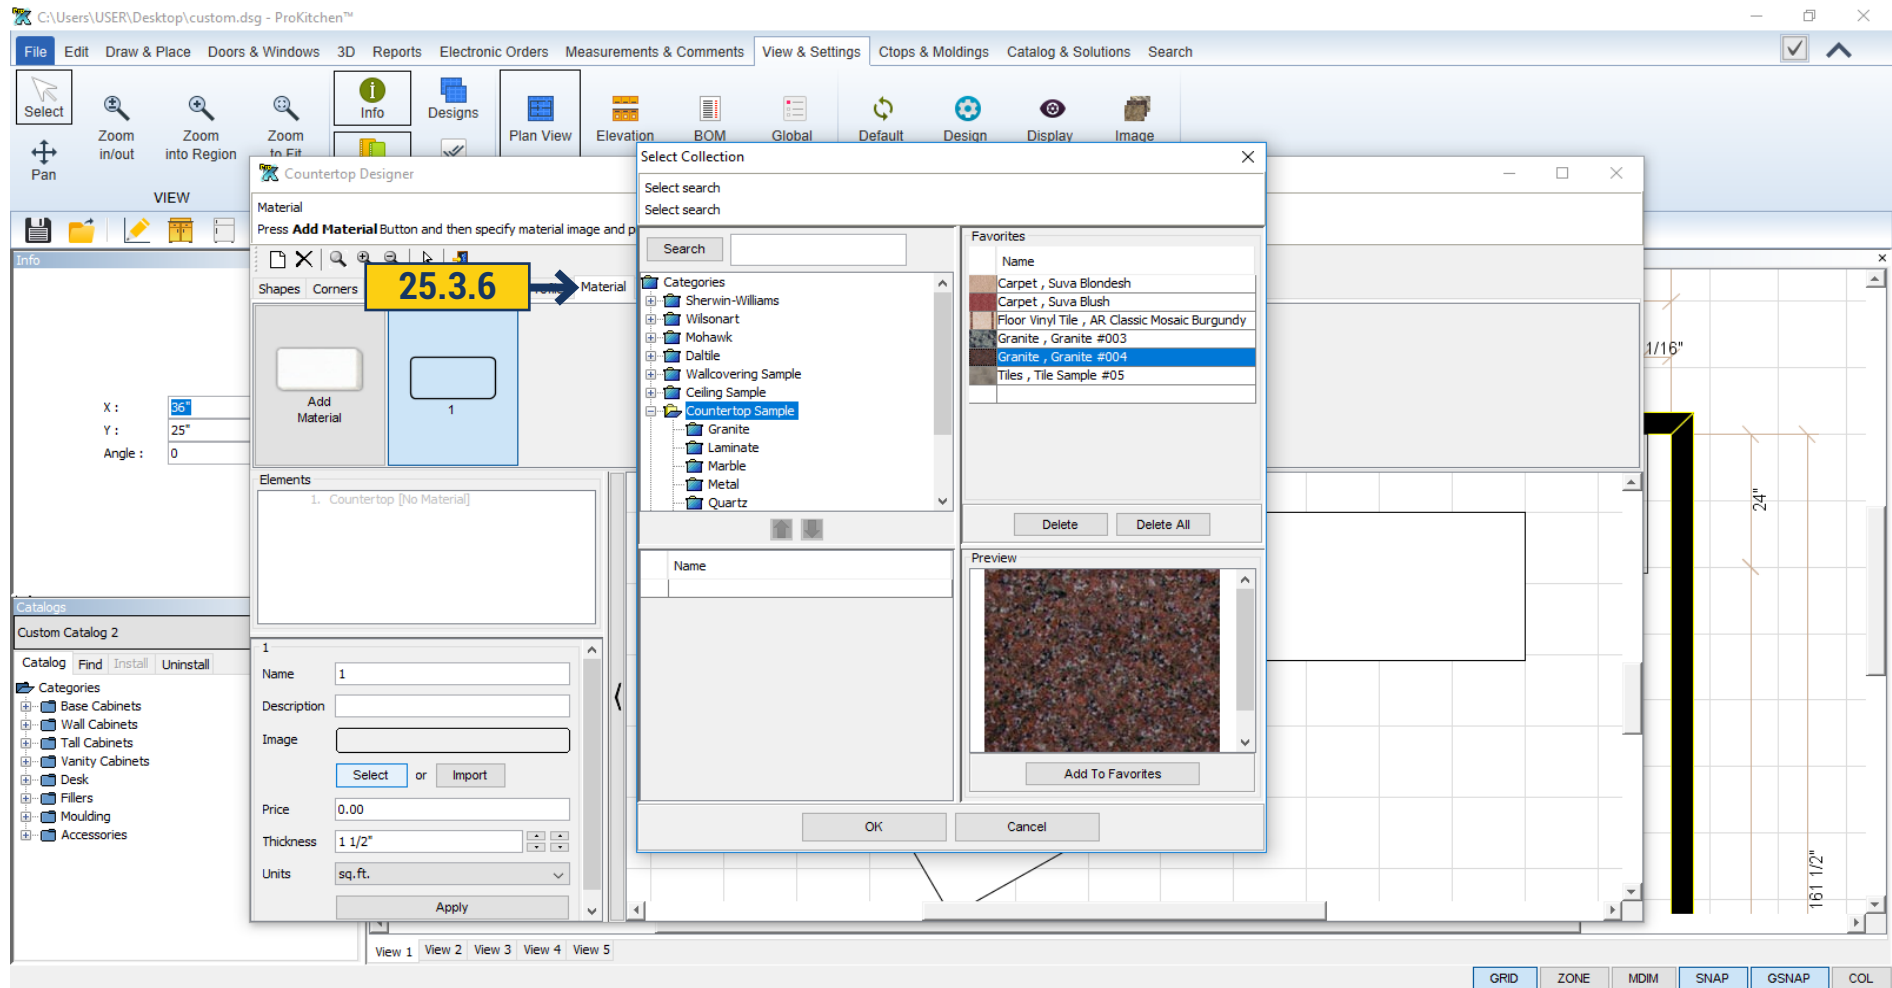 C:\Users\USER\Desktop\custom.dsg - ProKitchen™
File Edit Draw & Place Doors & Windows 3D Reports Electronic Orders Measurements & Comments View & Settings Ctops & Moldings Catalog & Solutions Search
Select
Pan
Zoom in/out
Zoom into Region
Zoom to Fit
Info
Designs
Plan View
Elevation
BOM
Global
Default
Design
Display
Image
VIEW
Countertop Designer
Material
Press Add Material Button and then specify material image and p
Shapes Corners
25.3.6
Material
Add
Material
1
Elements
1. Countertop [No Material]
1
Name 1
Description
Image
Select or Import
Price 0.00
Thickness 1 1/2"
Units sq.ft.
Apply
Info
X : 36"
Y : 25"
Angle : 0
Catalogs
Custom Catalog 2
Catalog Find Install Uninstall
Categories
Base Cabinets
Wall Cabinets
Tall Cabinets
Vanity Cabinets
Desk
Fillers
Moulding
Accessories
Select Collection
Select search
Select search
Search
Categories
Sherwin-Williams
Wilsonart
Mohawk
Daltile
Wallcovering Sample
Ceiling Sample
Countertop Sample
Granite
Laminate
Marble
Metal
Quartz
Name
Favorites
Name
Carpet , Suva Blondesh
Carpet , Suva Blush
Floor Vinyl Tile , AR Classic Mosaic Burgundy
Granite , Granite #003
Granite , Granite #004
Tiles , Tile Sample #05
Delete Delete All
Preview
Add To Favorites
OK Cancel
1/16"
24"
161 1/2"
View 1 View 2 View 3 View 4 View 5
GRID ZONE MDIM SNAP GSNAP COL